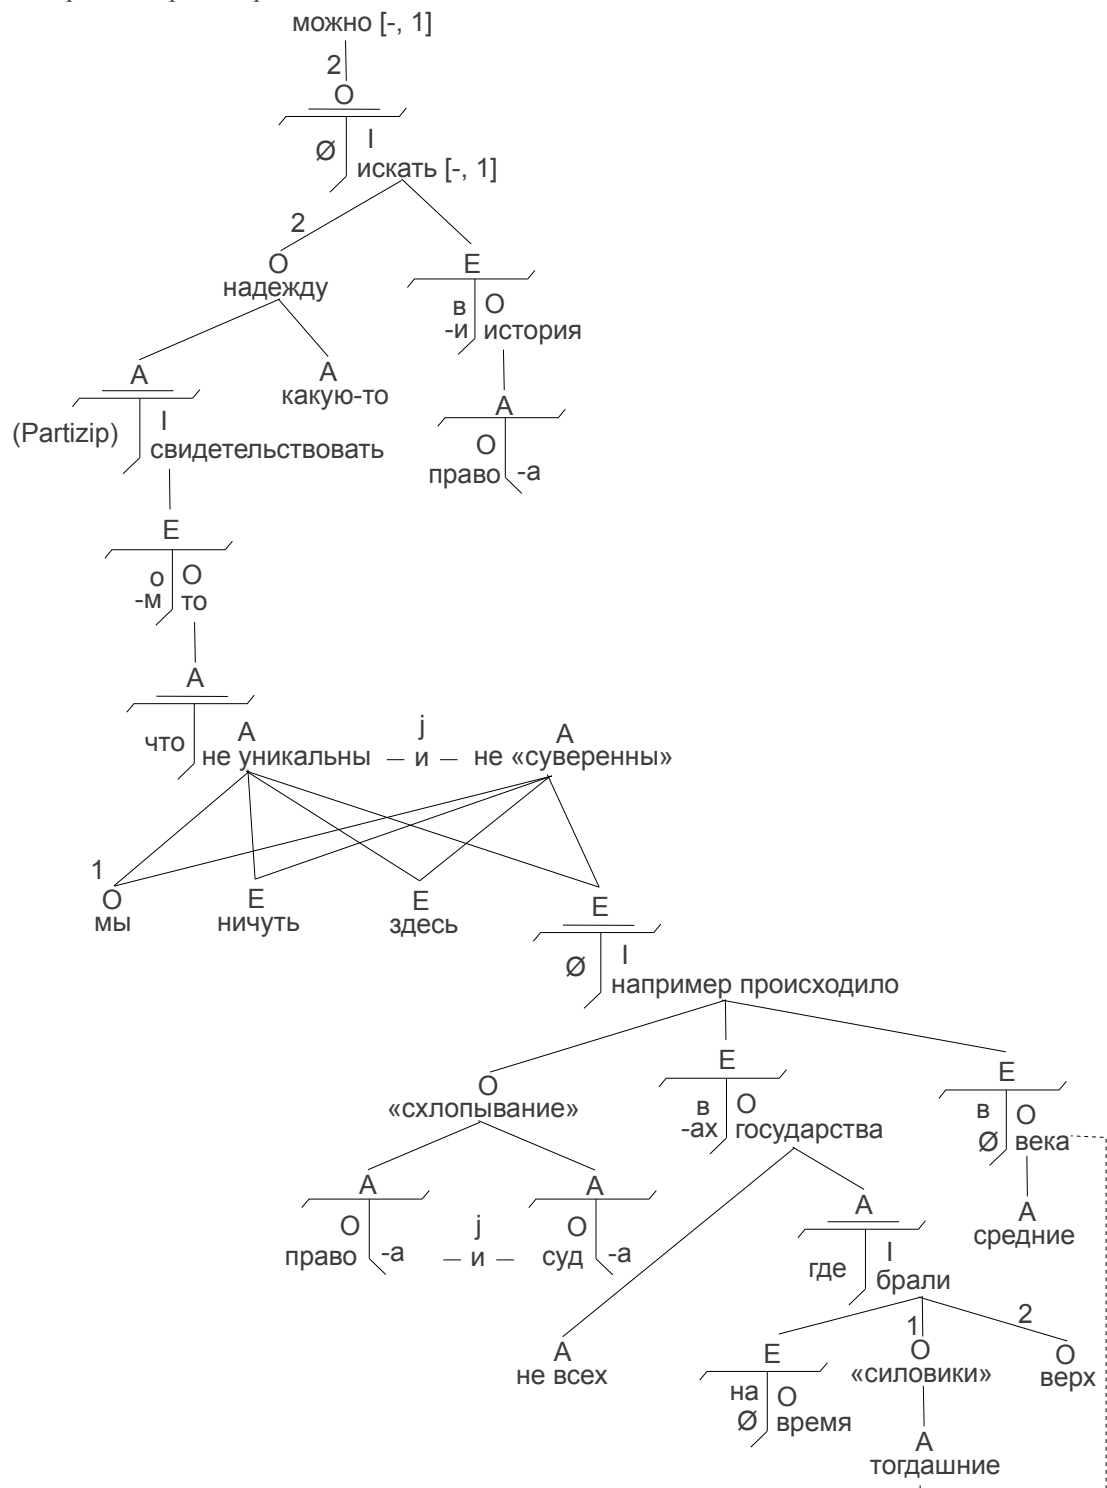 можно [-, 1]
2
O
Ø I
искать [-, 1]
2
O E
надежду
в O
-и история
A A A
какую-то
(Partizip) I
свидетельствовать
O
право -а
E
о O
-м то
A
что
A j A
не уникальны – и – не «суверенны»
1
O E E E
мы ничуть здесь
Ø I
например происходило
O E E
«схлопывание»
в O
-ах государства
в O
Ø века
A A A A
средние
O j O
право -а – и – суд -а
где I
брали
1 2
A E O O
не всех «силовики» верх
на O
Ø время
A
тогдашние